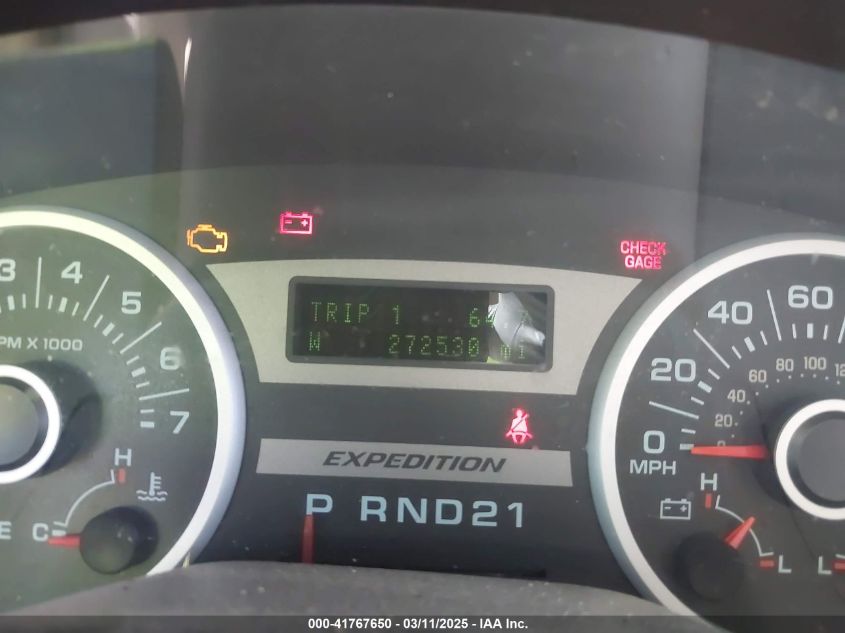 3 4 5 6 7
PM X 1000
CHECK
GAGE
TRIP 1
W 272530 mi
0 20 40 60
20 40 60 80 100
MPH
EXPEDITION
P RND21
H
C
E
H
L
L
000-41767650 - 03/11/2025 - IAA Inc.